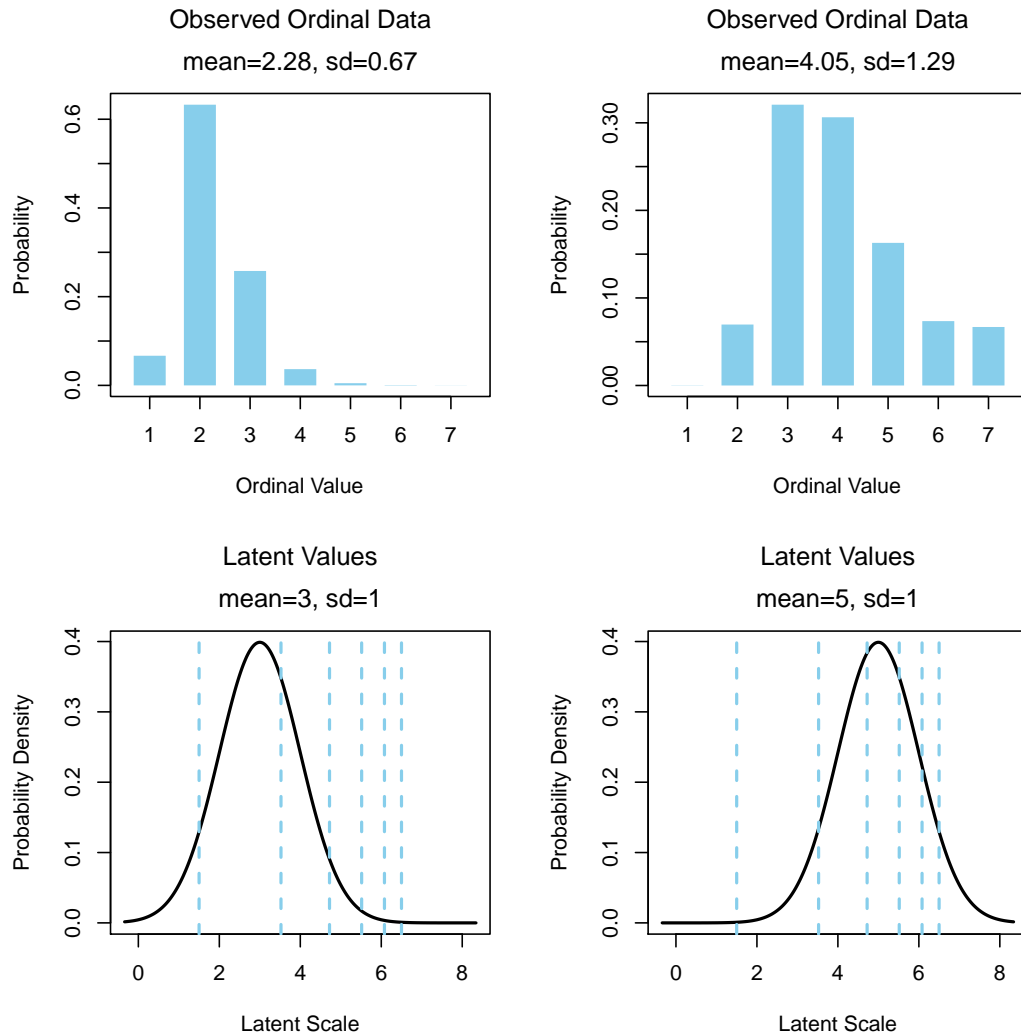 Observed Ordinal Data
mean=2.28, sd=0.67
Probability
0.6
0.4
0.2
0.0
1 2 3 4 5 6 7
Ordinal Value
Observed Ordinal Data
mean=4.05, sd=1.29
Probability
0.30
0.20
0.10
0.00
1 2 3 4 5 6 7
Ordinal Value
Latent Values
mean=3, sd=1
Probability Density
0.4
0.3
0.2
0.1
0.0
0 2 4 6 8
Latent Scale
Latent Values
mean=5, sd=1
Probability Density
0.4
0.3
0.2
0.1
0.0
0 2 4 6 8
Latent Scale